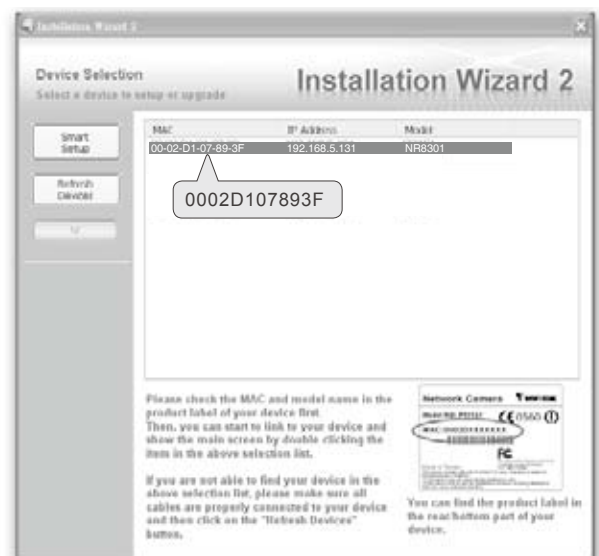 Installation Wizard 2
Device Selection
Select a device to setup or upgrade
Installation Wizard 2
Smart
Setup
Refresh
Devices
MAC IP Address Model
00-02-D1-07-89-3F 192.168.5.131 NR8301
0002D107893F
Please check the MAC and model name in the
product label of your device first.
Then, you can start to link to your device and
show the main screen by double clicking the
item in the above selection list.
If you are not able to find your device in the
above selection list, please make sure all
cables are properly connected to your device
and then click on the "Refresh Devices"
button.
Network Camera
CE0560
FC
You can find the product label in
the rear/bottom part of your
device.